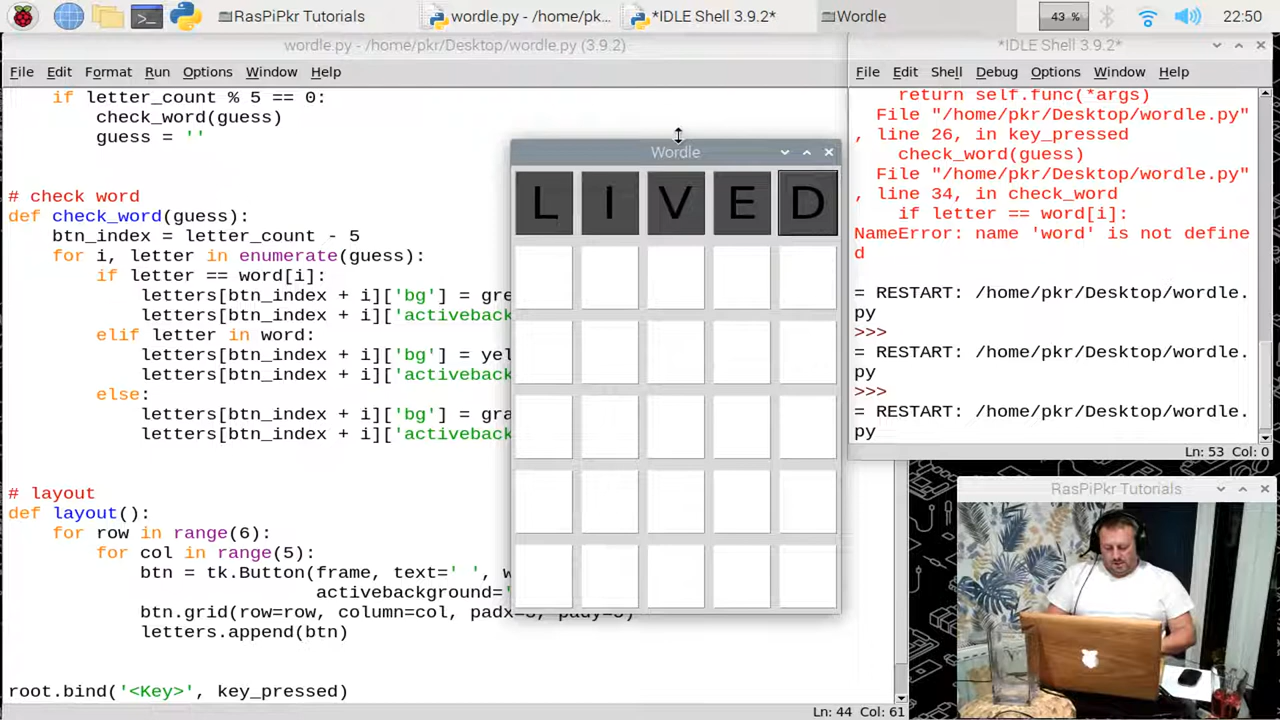 RasPiPkr Tutorials
wordle.py - /home/pk...
*IDLE Shell 3.9.2*
Wordle
43 %
22:50
wordle.py - /home/pkr/Desktop/wordle.py (3.9.2)
File Edit Format Run Options Window Help
if letter_count % 5 == 0:
check_word(guess)
guess = ''
# check word
def check_word(guess):
btn_index = letter_count - 5
for i, letter in enumerate(guess):
if letter == word[i]:
letters[btn_index + i]['bg'] = gre
letters[btn_index + i]['activeback
elif letter in word:
letters[btn_index + i]['bg'] = yel
letters[btn_index + i]['activeback
else:
letters[btn_index + i]['bg'] = gra
letters[btn_index + i]['activeback
# layout
def layout():
for row in range(6):
for col in range(5):
btn = tk.Button(frame, text=' ', w
activebackground='
btn.grid(row=row, column=col, padx=3, pady=3)
letters.append(btn)
root.bind('<Key>', key_pressed)
Ln: 44 Col: 61
Wordle
L I V E D
*IDLE Shell 3.9.2*
File Edit Shell Debug Options Window Help
return self.func(*args)
File "/home/pkr/Desktop/wordle.py"
, line 26, in key_pressed
check_word(guess)
File "/home/pkr/Desktop/wordle.py"
, line 34, in check_word
if letter == word[i]:
NameError: name 'word' is not define
d
= RESTART: /home/pkr/Desktop/wordle.
py
>>>
= RESTART: /home/pkr/Desktop/wordle.
py
>>>
= RESTART: /home/pkr/Desktop/wordle.
py
Ln: 53 Col: 0
RasPiPkr Tutorials